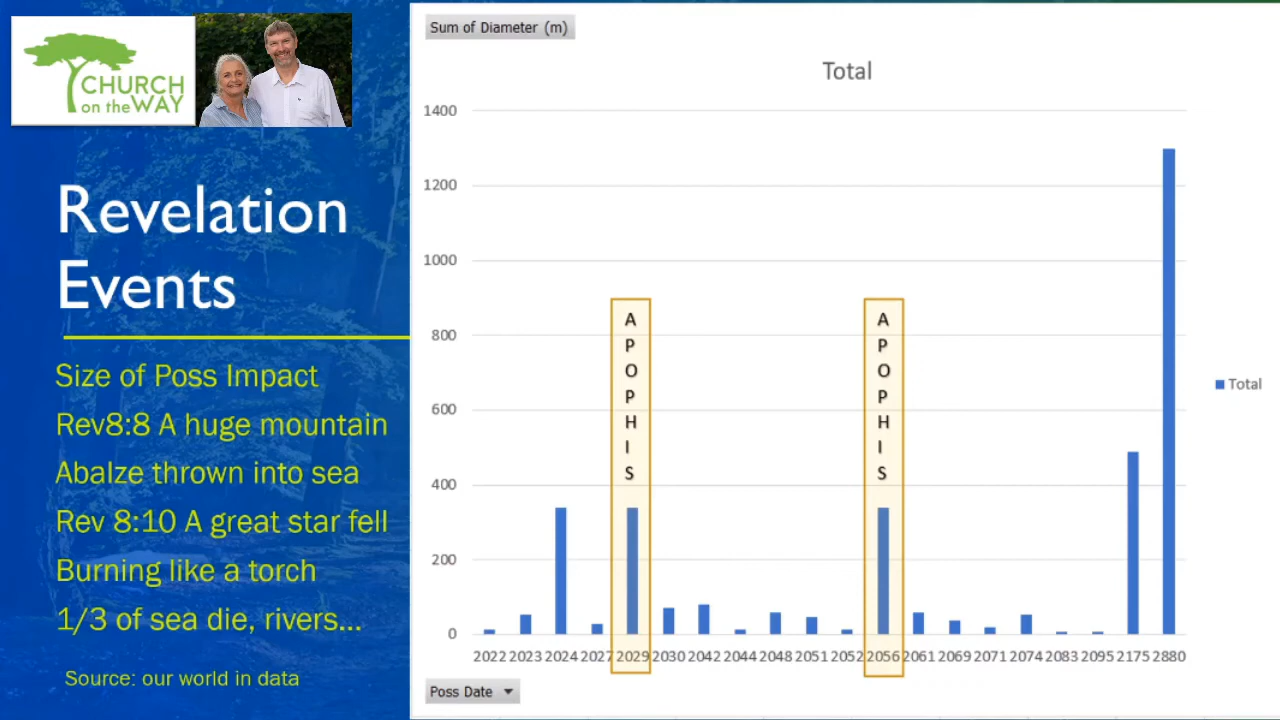 CHURCH
on the WAY
Revelation
Events
Size of Poss Impact
Rev8:8 A huge mountain
Abalze thrown into sea
Rev 8:10 A great star fell
Burning like a torch
1/3 of sea die, rivers...
Source: our world in data
Sum of Diameter (m)
Total
1400
1200
1000
800
600
400
200
0
APOPHIS
APOPHIS
2022 2023 2024 2027 2029 2030 2042 2044 2048 2051 2052 2056 2061 2069 2071 2074 2083 2095 2175 2880
Total
Poss Date